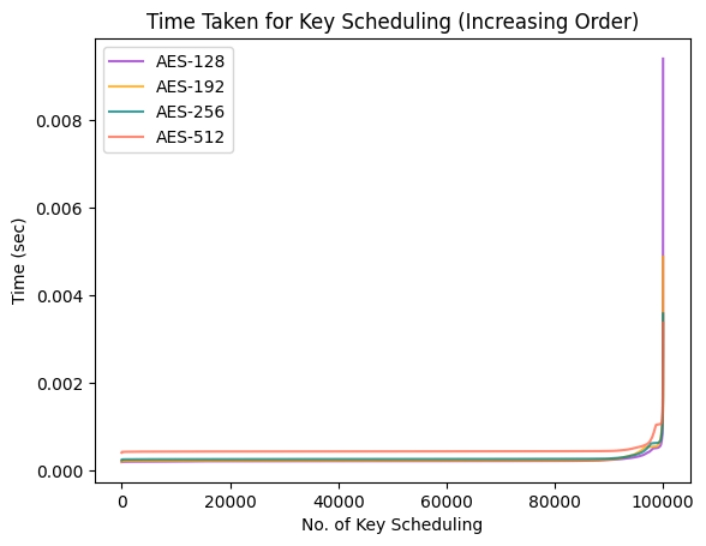 Time Taken for Key Scheduling (Increasing Order)
AES-128
AES-192
AES-256
AES-512
0.008
0.006
0.004
0.002
0.000
Time (sec)
0 20000 40000 60000 80000 100000
No. of Key Scheduling